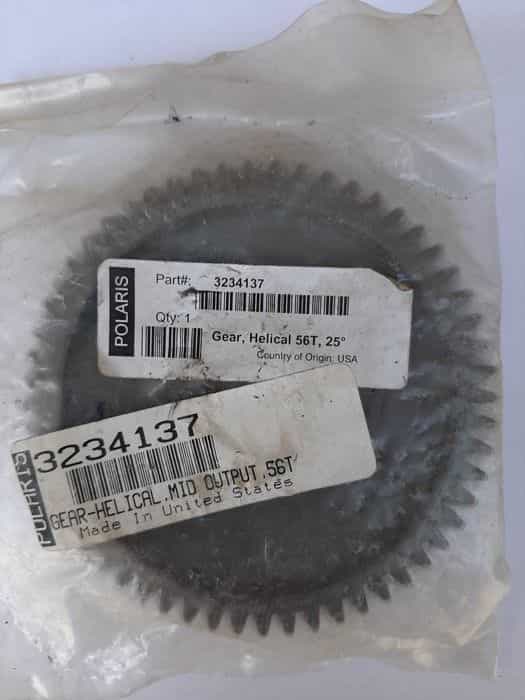 POLARIS
Part#: 3234137
Qty: 1
Gear, Helical 56T, 25°
Country of Origin: USA
POLARIS
3234137
GEAR-HELICAL.MID OUTPUT.56T
Made In United States